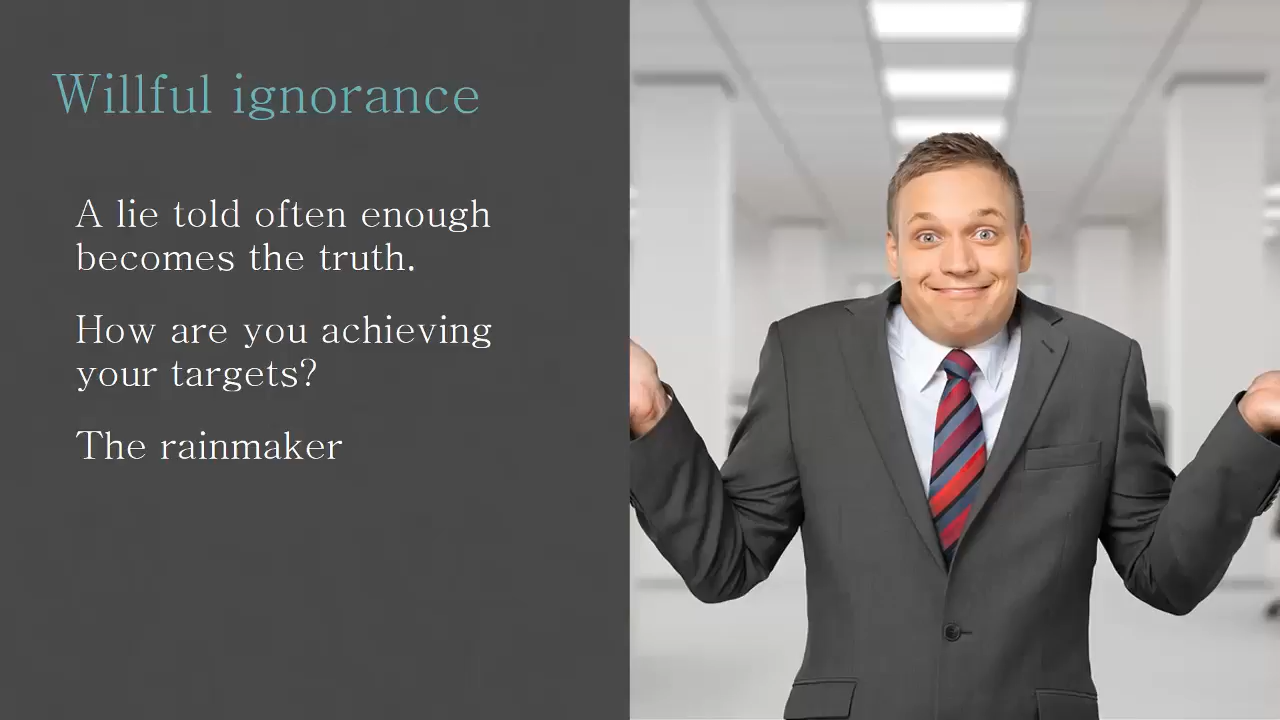 Willful ignorance
A lie told often enough
becomes the truth.
How are you achieving
your targets?
The rainmaker